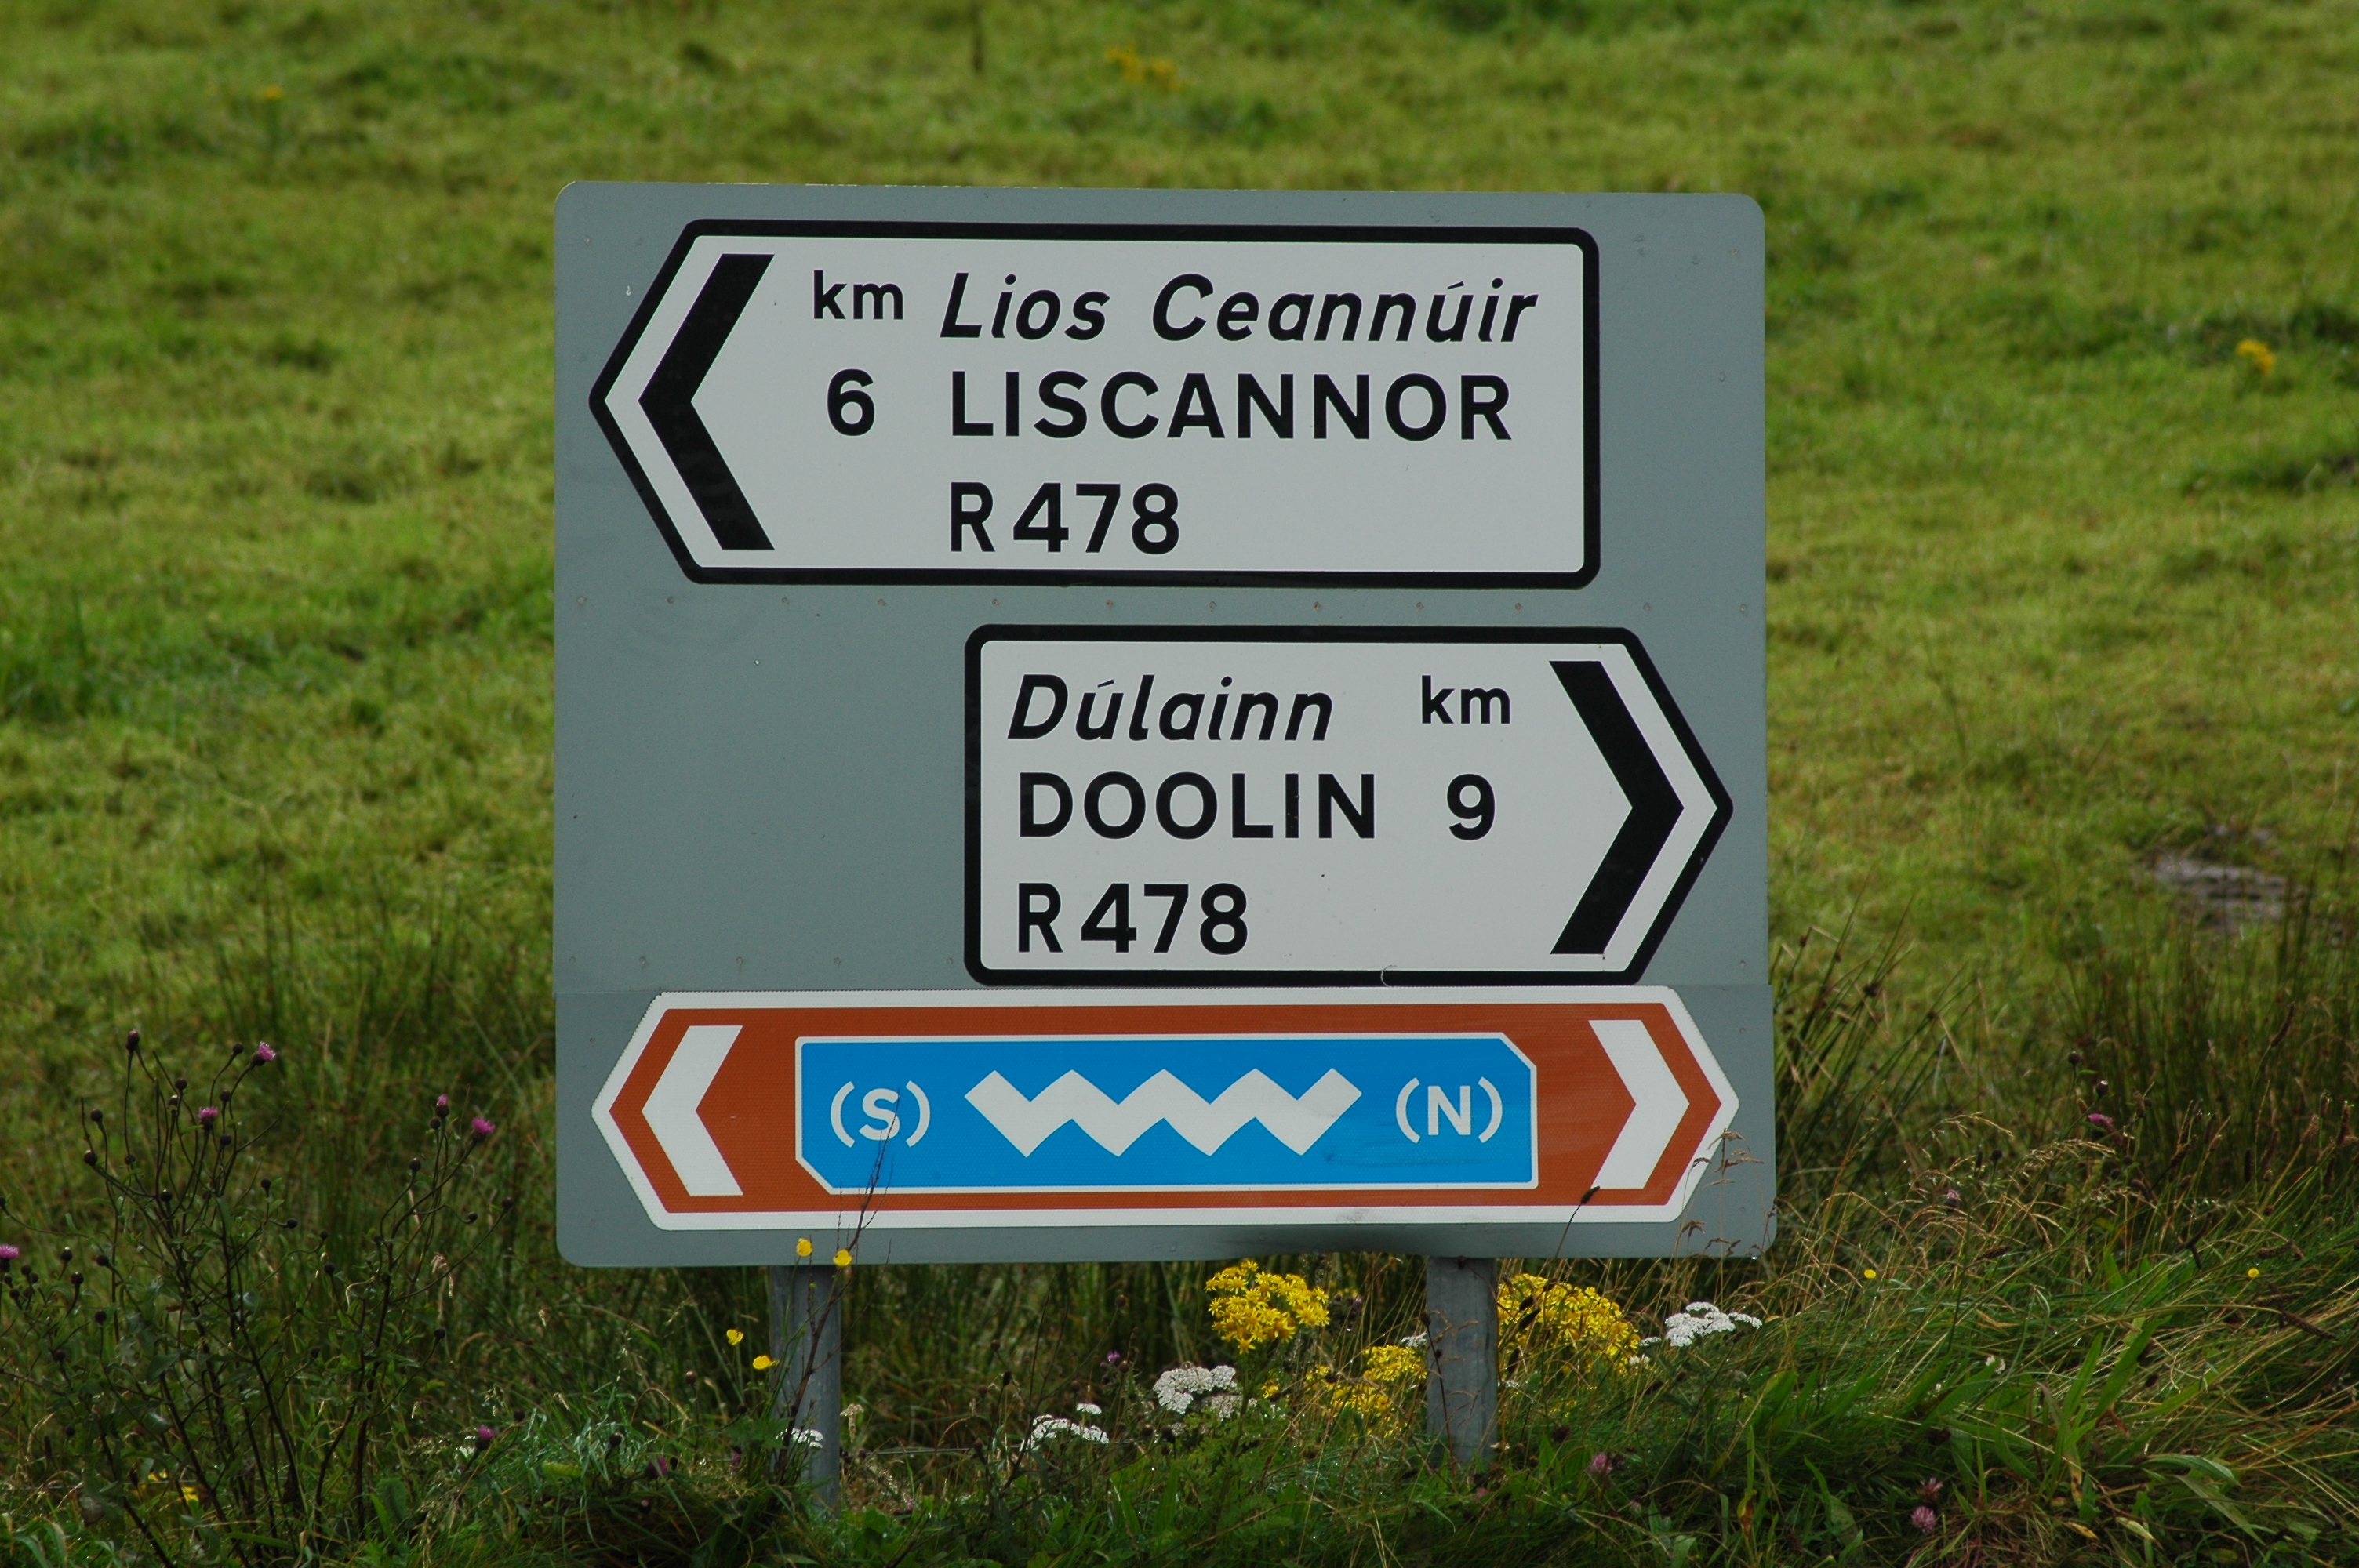 km Lios Ceannúir
6 LISCANNOR
R478
Dúlainn km
DOOLIN 9
R478
(S) (N)